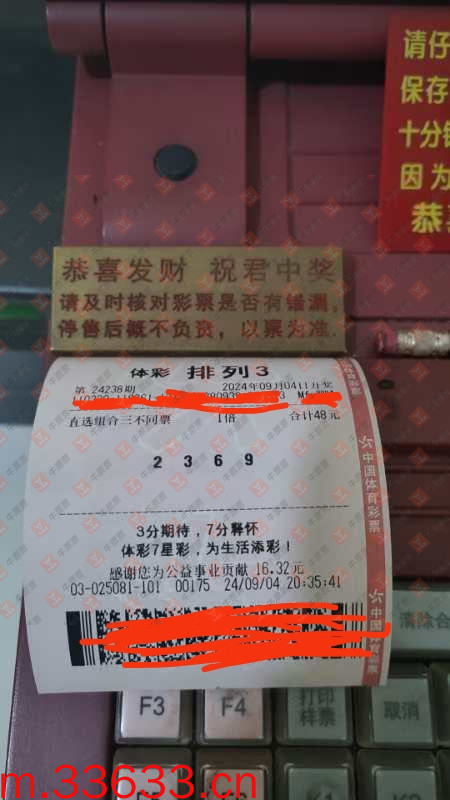 请仔
保存
十分钟
因为
恭喜
恭喜发财 祝君中奖
请及时核对彩票是否有错漏,
停售后概不负责,以票为准.
体彩 排列3
第 24238期 2024年09月04日开奖
直选组合三不同票 1倍 合计48元
2 3 6 9
3分期待,7分释怀
体彩7星彩,为生活添彩!
感谢您为公益事业贡献 16.32元
03-025081-101 00175 24/09/04 20:35:41
中国体育彩票
中国体育彩票
F3
F4
打印
样票
取消
清除合
m.33633.cn